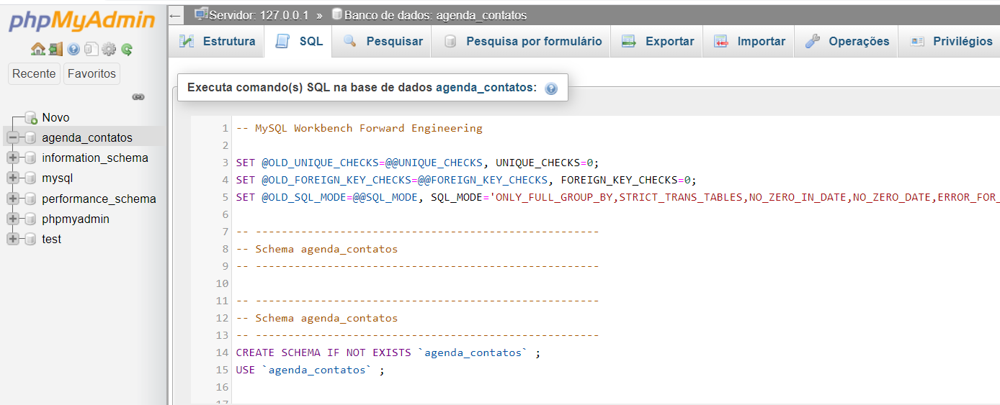 phpMyAdmin
Recente Favoritos
Novo
agenda_contatos
information_schema
mysql
performance_schema
phpmyadmin
test
← Servidor: 127.0.0.1 » Banco de dados: agenda_contatos
Estrutura SQL Pesquisar Pesquisa por formulário Exportar Importar Operações Privilégios
Executa comando(s) SQL na base de dados agenda_contatos:
1 -- MySQL Workbench Forward Engineering
2
3 SET @OLD_UNIQUE_CHECKS=@@UNIQUE_CHECKS, UNIQUE_CHECKS=0;
4 SET @OLD_FOREIGN_KEY_CHECKS=@@FOREIGN_KEY_CHECKS, FOREIGN_KEY_CHECKS=0;
5 SET @OLD_SQL_MODE=@@SQL_MODE, SQL_MODE='ONLY_FULL_GROUP_BY,STRICT_TRANS_TABLES,NO_ZERO_IN_DATE,NO_ZERO_DATE,ERROR_FOR_
6
7 -- -----------------------------------------------------
8 -- Schema agenda_contatos
9 -- -----------------------------------------------------
10
11 -- -----------------------------------------------------
12 -- Schema agenda_contatos
13 -- -----------------------------------------------------
14 CREATE SCHEMA IF NOT EXISTS `agenda_contatos` ;
15 USE `agenda_contatos` ;
16
17